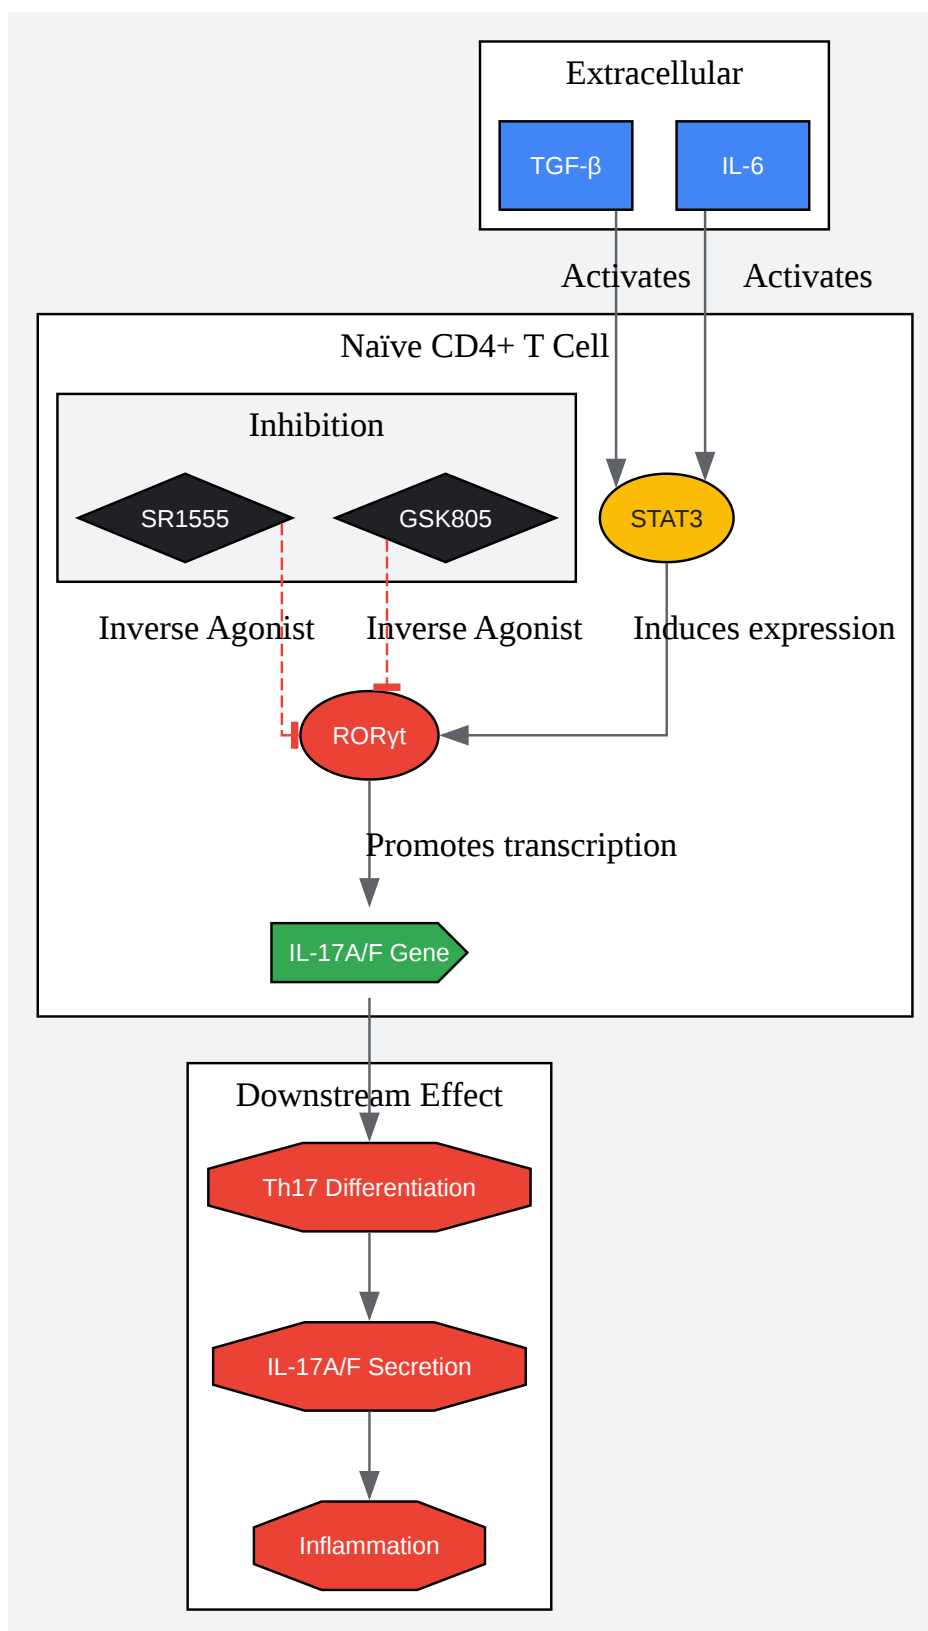 Extracellular
TGF-β
IL-6
Activates
Activates
Naïve CD4+ T Cell
Inhibition
SR1555
GSK805
STAT3
Inverse Agonist
Inverse Agonist
Induces expression
RORγt
Promotes transcription
IL-17A/F Gene
Downstream Effect
Th17 Differentiation
IL-17A/F Secretion
Inflammation